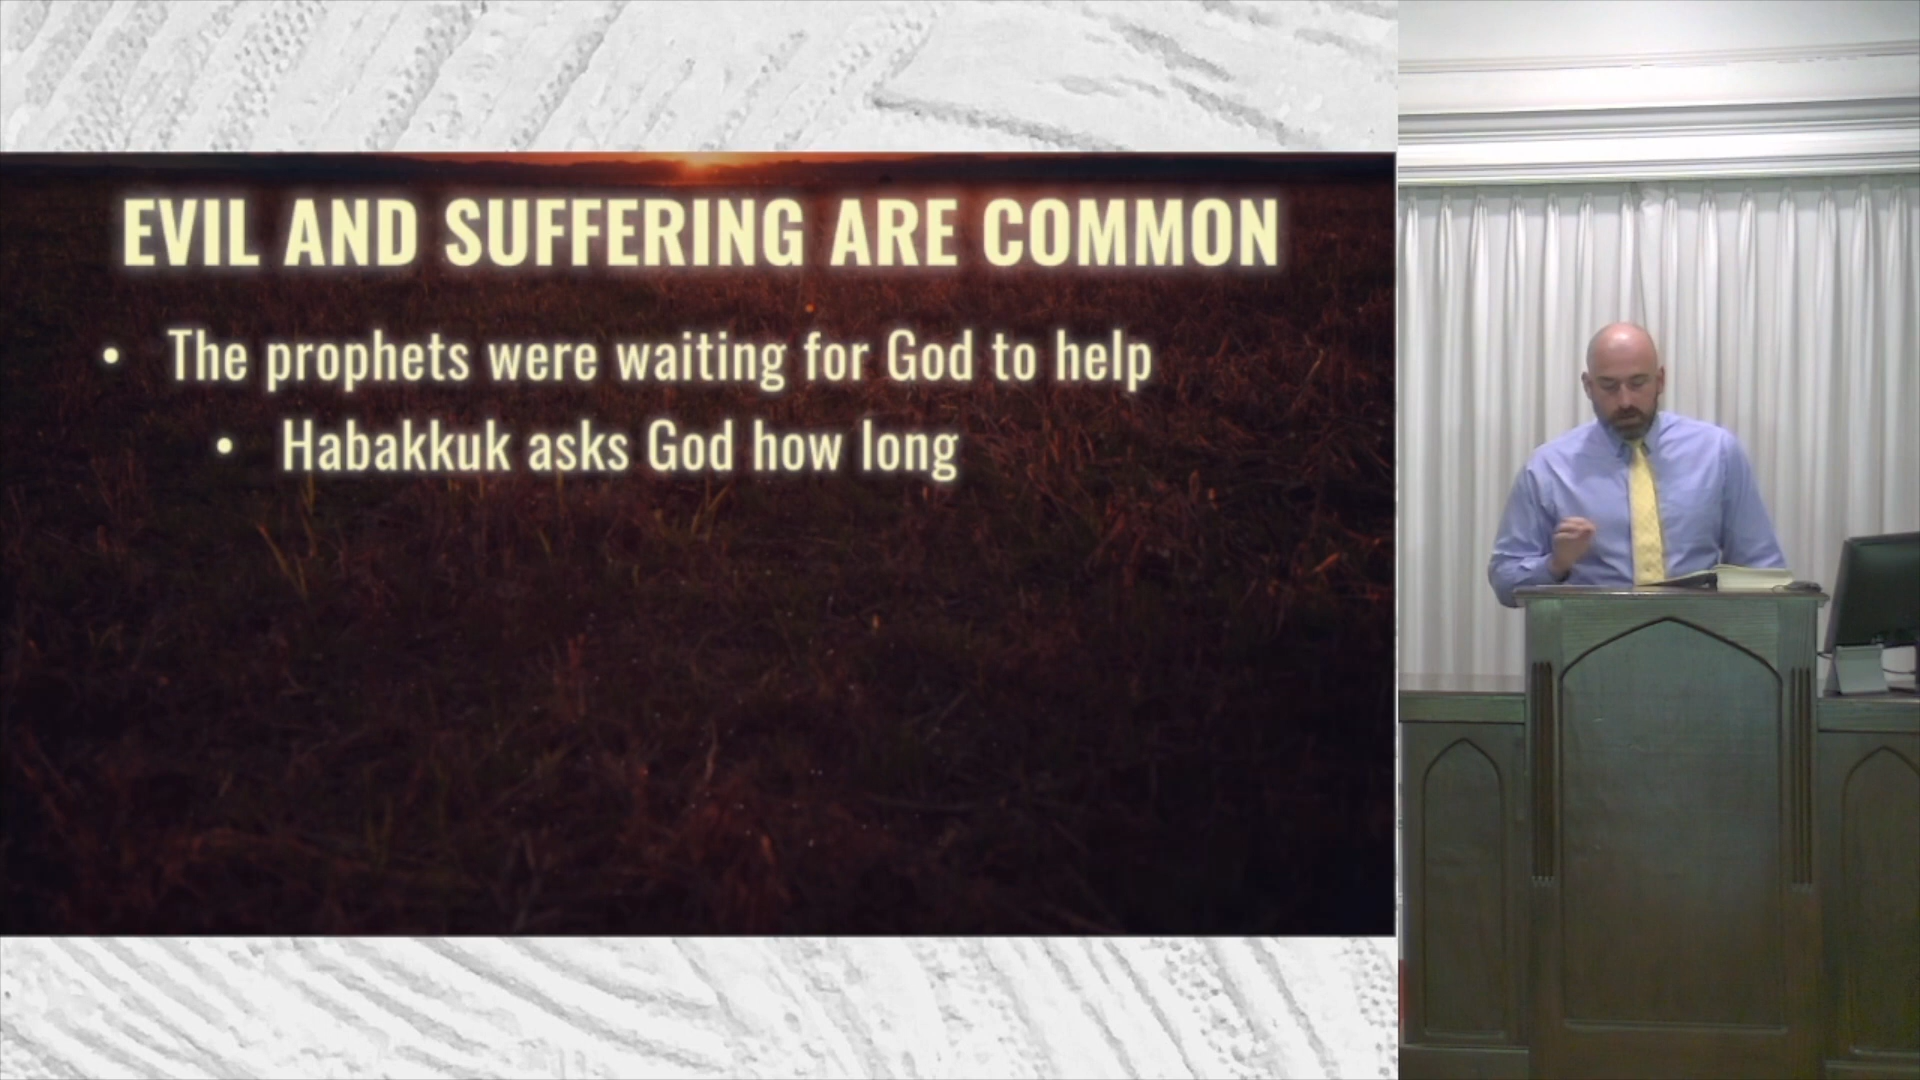 EVIL AND SUFFERING ARE COMMON
• The prophets were waiting for God to help
• Habakkuk asks God how long